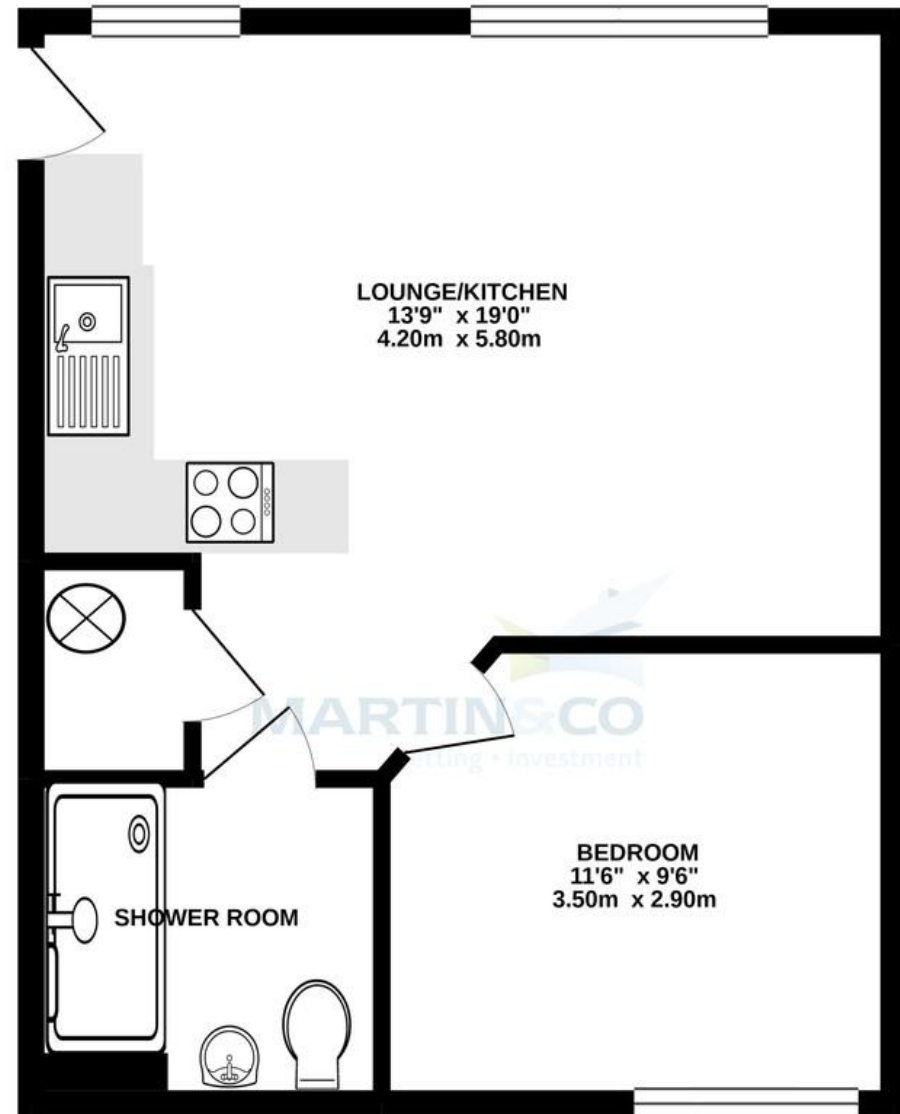 LOUNGE/KITCHEN
13'9" x 19'0"
4.20m x 5.80m
MARTIN&CO
letting • investment
BEDROOM
11'6" x 9'6"
3.50m x 2.90m
SHOWER ROOM